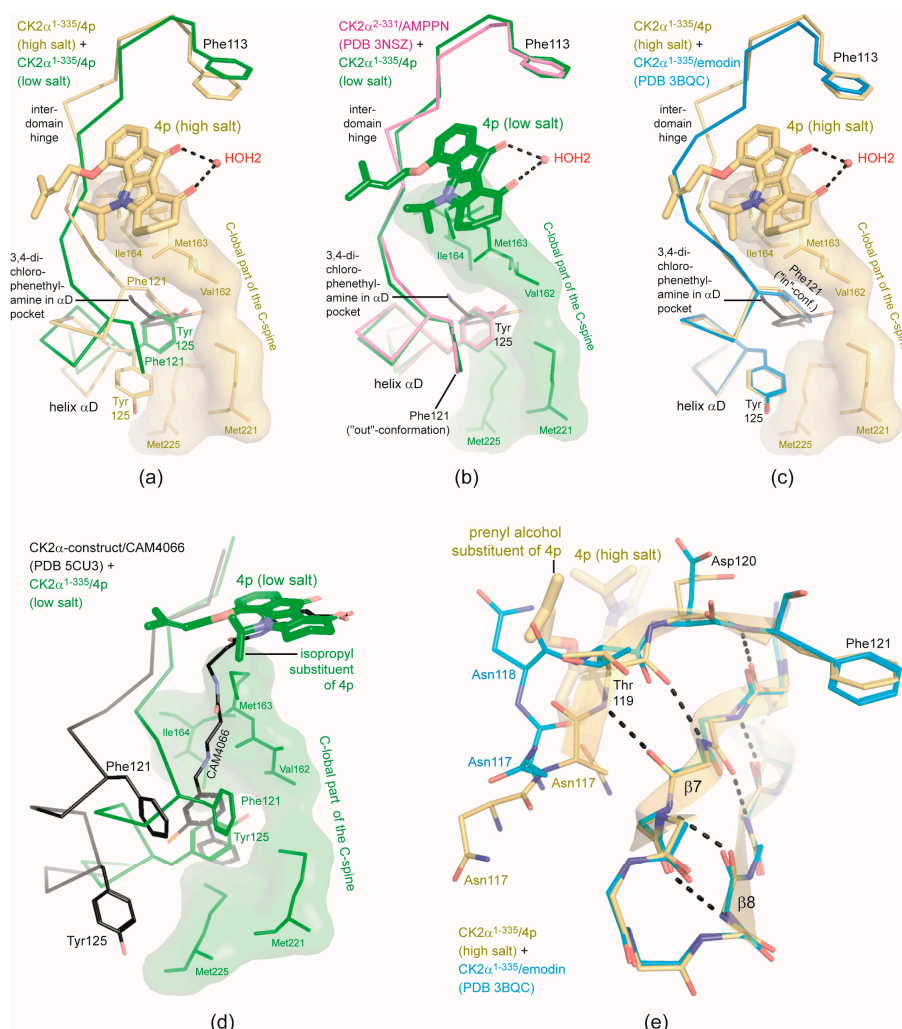 CK2α1-335/4p
(high salt) +
CK2α1-335/4p
(low salt)
Phe113
inter-
domain
hinge
4p (high salt)
HOH2
C-lobal part of the C-spine
Met163
Ile164
3,4-di-
chloro-
phenethyl-
amine in αD
pocket
Phe121
Val162
Tyr
125
Phe121
helix αD
Tyr
125
Met225
Met221
(a)
CK2α2-331/AMPPN
(PDB 3NSZ) +
CK2α1-335/4p
(low salt)
Phe113
inter-
domain
hinge
4p (low salt)
HOH2
C-lobal part of the C-spine
Met163
Ile164
3,4-di-
chloro-
phenethyl-
amine in αD
pocket
Val162
Tyr
125
helix αD
Phe121
("out"-conformation)
Met225
Met221
(b)
CK2α1-335/4p
(high salt) +
CK2α1-335/emodin
(PDB 3BQC)
Phe113
inter-
domain
hinge
4p (high salt)
HOH2
C-lobal part of the C-spine
Met163
Ile164
3,4-di-
chloro-
phenethyl-
amine in αD
pocket
Phe121
("in"-conf.)
Val162
helix αD
Tyr
125
Met225
Met221
(c)
CK2α-construct/CAM4066
(PDB 5CU3) +
CK2α1-335/4p
(low salt)
4p (low salt)
isopropyl
substituent
of 4p
Met163
Ile164
CAM4066
Val162
C-lobal part of the C-spine
Phe121
Phe121
Tyr125
Tyr125
Met221
Met225
(d)
prenyl alcohol
substituent of 4p
4p (high salt)
Asp120
Asn118
Thr
119
Phe121
Asn117
Asn117
β7
Asn117
β8
CK2α1-335/4p
(high salt) +
CK2α1-335/emodin
(PDB 3BQC)
(e)